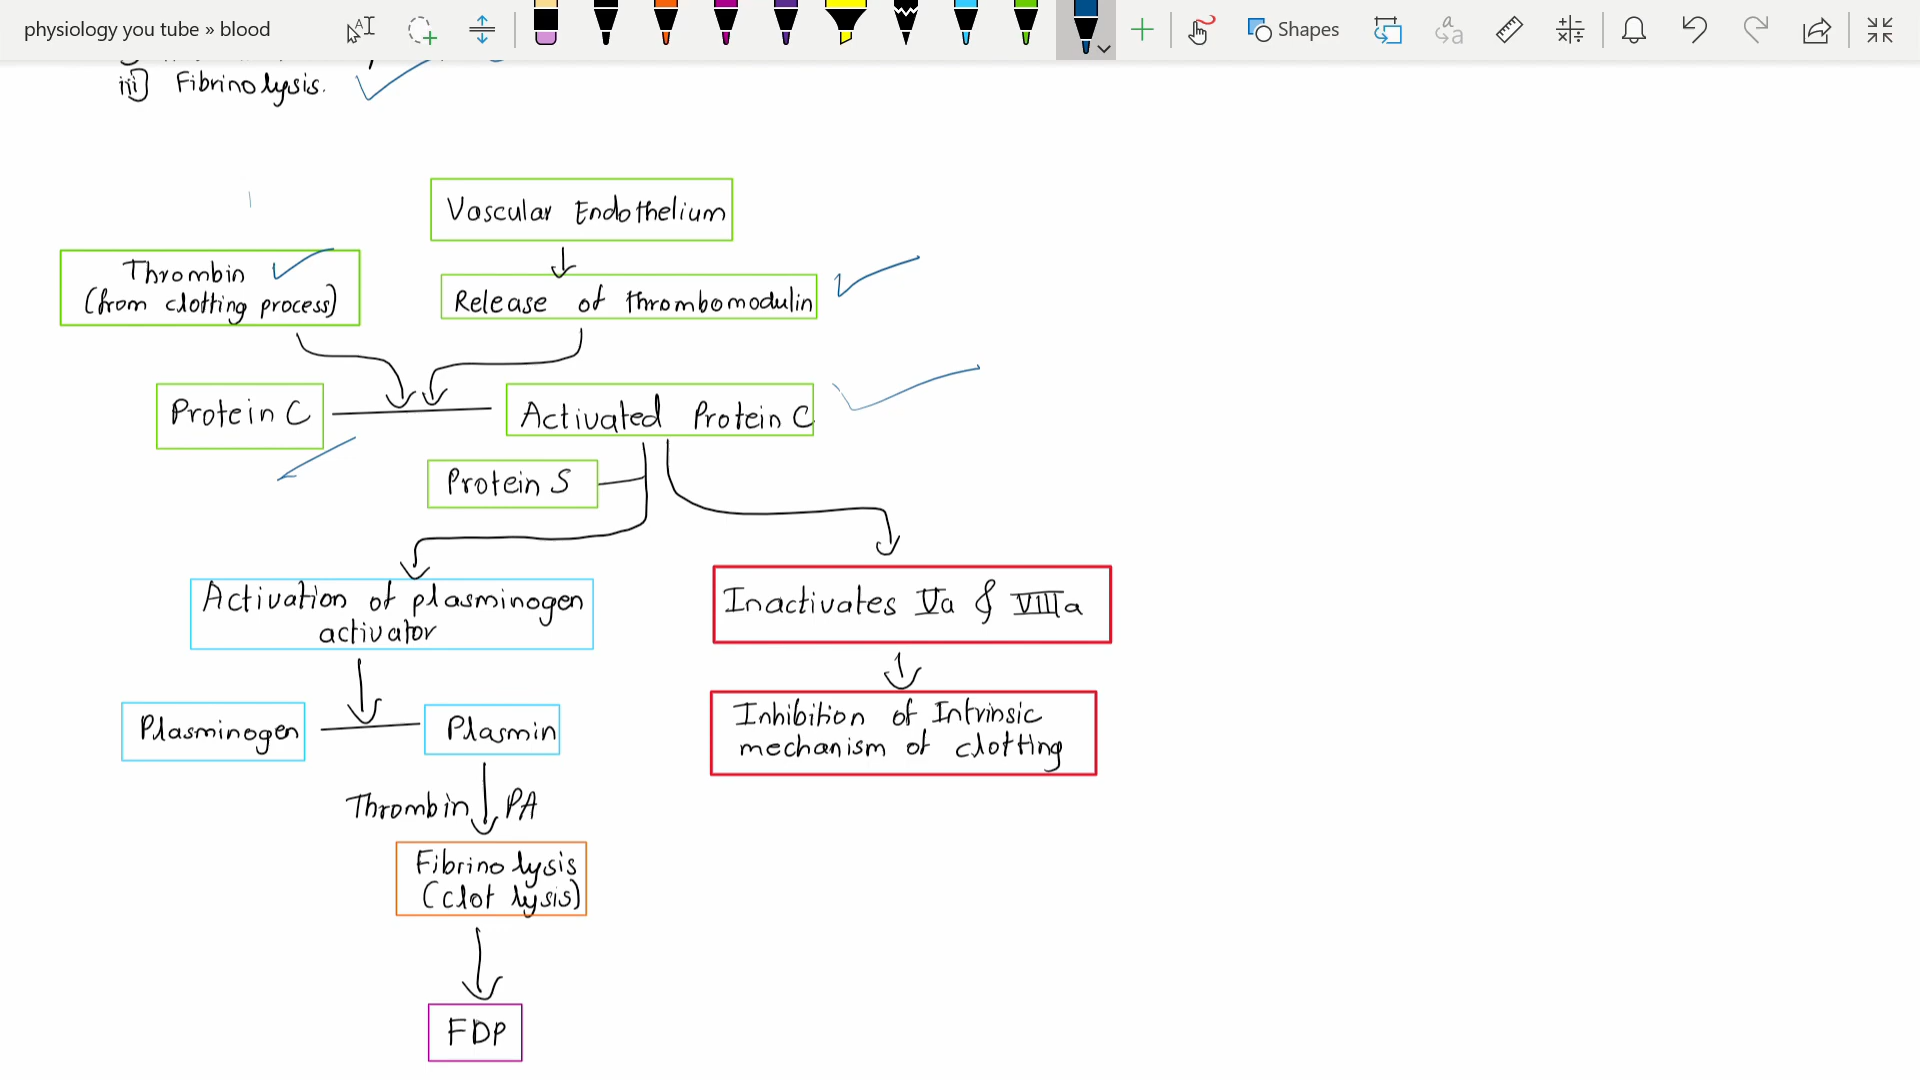 physiology you tube » blood
Shapes
iii] Fibrinolysis.
Vascular Endothelium
Thrombin
(from clotting process)
Release of thrombomodulin
Protein C
Activated Protein C
Protein S
Activation of plasminogen
activator
Inactivates Va & VIIIa
Plasminogen
Plasmin
Inhibition of Intrinsic
mechanism of clotting
Thrombin PA
Fibrinolysis
(Clot lysis)
FDP